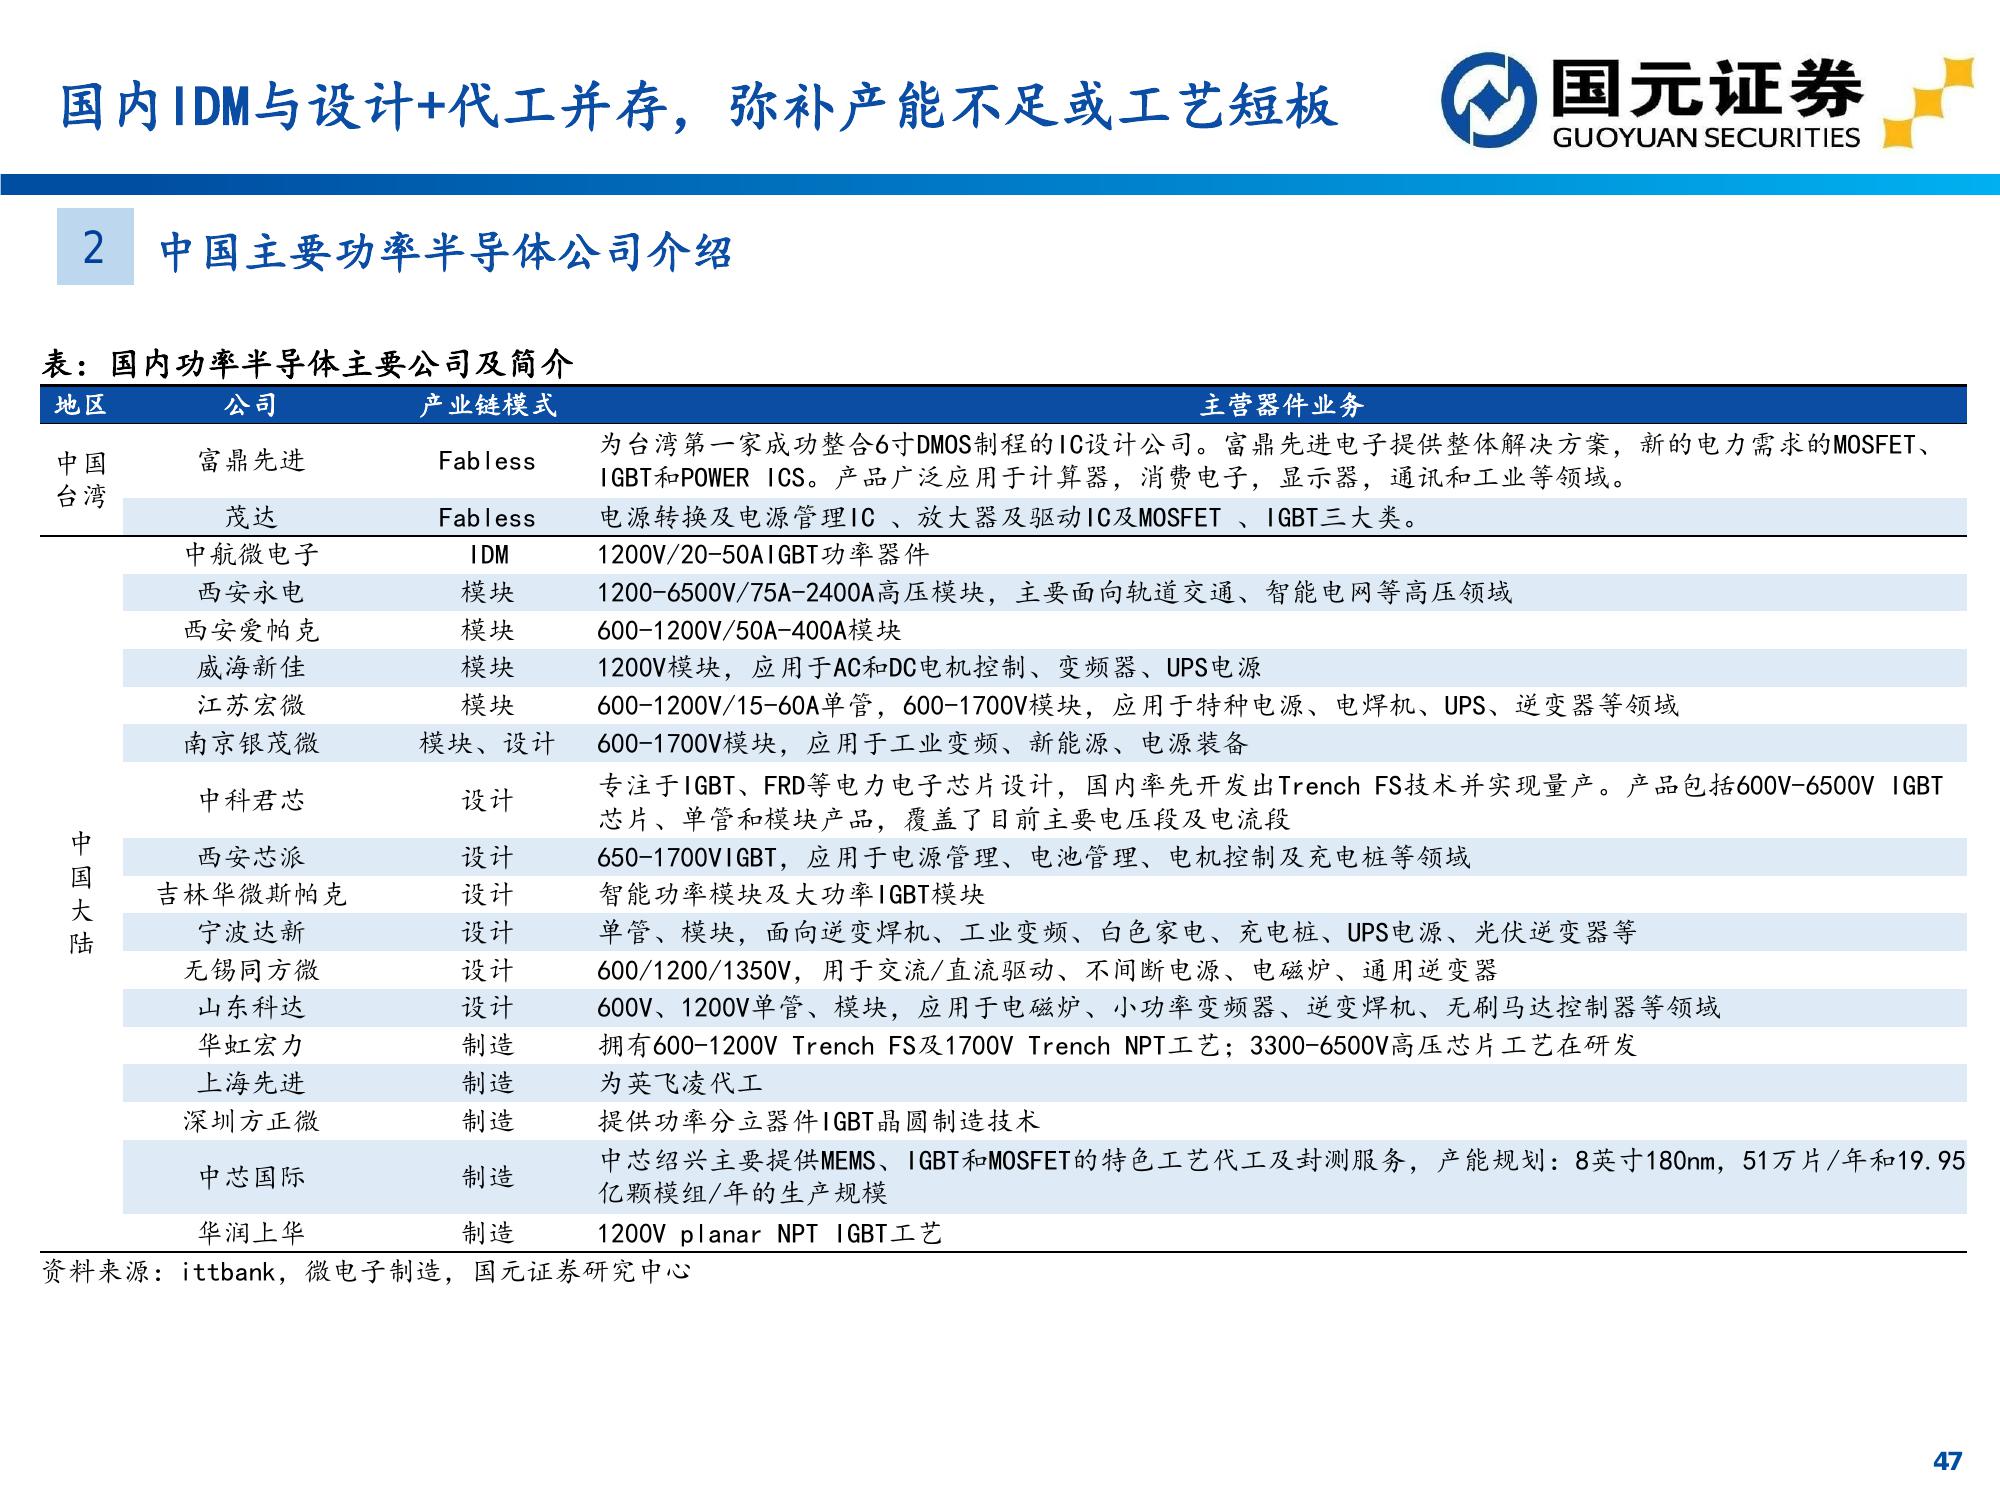 国内IDM与设计+代工并存，弥补产能不足或工艺短板
国元证券
GUOYUAN SECURITIES
2
中国主要功率半导体公司介绍
表：国内功率半导体主要公司及简介
地区 公司 产业链模式 主营器件业务
中国
台湾
富鼎先进 Fabless 为台湾第一家成功整合6寸DMOS制程的IC设计公司。富鼎先进电子提供整体解决方案，新的电力需求的MOSFET、
IGBT和POWER ICS。产品广泛应用于计算器，消费电子，显示器，通讯和工业等领域。
茂达 Fabless 电源转换及电源管理IC 、放大器及驱动IC及MOSFET 、IGBT三大类。
中
国
大
陆
中航微电子 IDM 1200V/20-50AIGBT功率器件
西安永电 模块 1200-6500V/75A-2400A高压模块，主要面向轨道交通、智能电网等高压领域
西安爱帕克 模块 600-1200V/50A-400A模块
威海新佳 模块 1200V模块，应用于AC和DC电机控制、变频器、UPS电源
江苏宏微 模块 600-1200V/15-60A单管，600-1700V模块，应用于特种电源、电焊机、UPS、逆变器等领域
南京银茂微 模块、设计 600-1700V模块，应用于工业变频、新能源、电源装备
中科君芯 设计 专注于IGBT、FRD等电力电子芯片设计，国内率先开发出Trench FS技术并实现量产。产品包括600V-6500V IGBT
芯片、单管和模块产品，覆盖了目前主要电压段及电流段
西安芯派 设计 650-1700VIGBT，应用于电源管理、电池管理、电机控制及充电桩等领域
吉林华微斯帕克 设计 智能功率模块及大功率IGBT模块
宁波达新 设计 单管、模块，面向逆变焊机、工业变频、白色家电、充电桩、UPS电源、光伏逆变器等
无锡同方微 设计 600/1200/1350V，用于交流/直流驱动、不间断电源、电磁炉、通用逆变器
山东科达 设计 600V、1200V单管、模块，应用于电磁炉、小功率变频器、逆变焊机、无刷马达控制器等领域
华虹宏力 制造 拥有600-1200V Trench FS及1700V Trench NPT工艺；3300-6500V高压芯片工艺在研发
上海先进 制造 为英飞凌代工
深圳方正微 制造 提供功率分立器件IGBT晶圆制造技术
中芯国际 制造 中芯绍兴主要提供MEMS、IGBT和MOSFET的特色工艺代工及封测服务，产能规划：8英寸180nm，51万片/年和19.95
亿颗模组/年的生产规模
华润上华 制造 1200V planar NPT IGBT工艺
资料来源：ittbank，微电子制造，国元证券研究中心
47